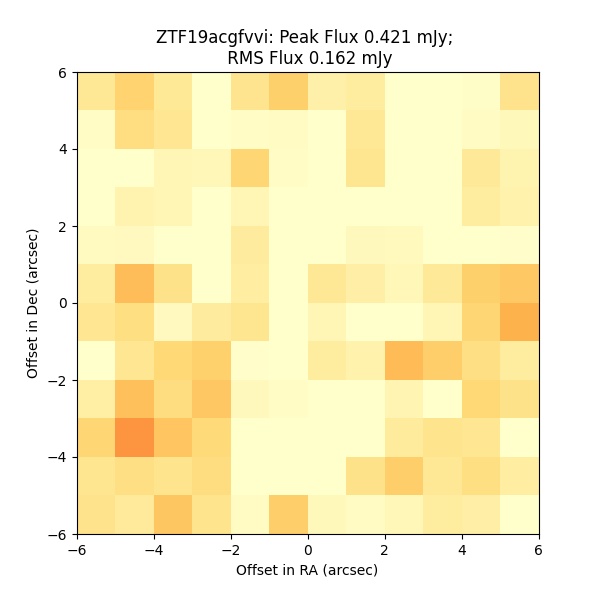 ZTF19acgfvvi: Peak Flux 0.421 mJy;
RMS Flux 0.162 mJy
6
4
2
0
−2
−4
−6
Offset in Dec (arcsec)
−6 −4 −2 0 2 4 6
Offset in RA (arcsec)